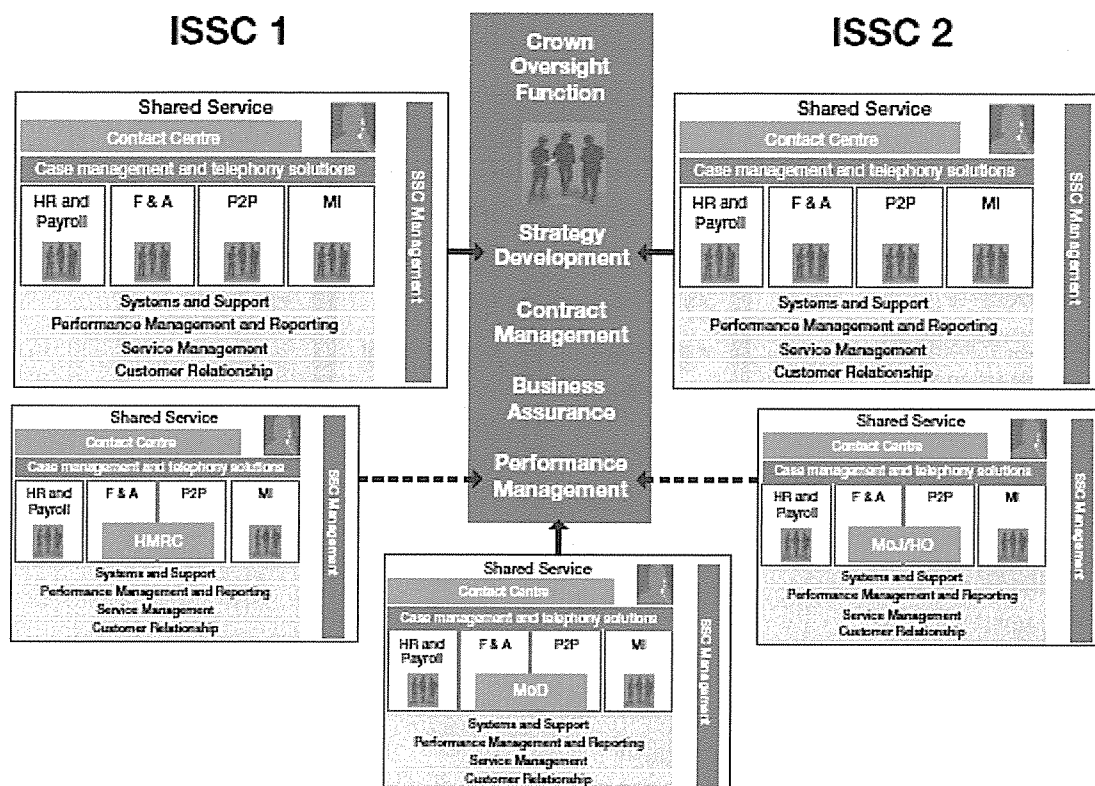 ISSC 1
Shared Service
Contact Centre
Case management and telephony solutions
HR and
Payroll
F & A
P2P
MI
Systems and Support
Performance Management and Reporting
Service Management
Customer Relationship
SSC Management
Crown
Oversight
Function
Strategy
Development
Contract
Management
Business
Assurance
Performance
Management
ISSC 2
Shared Service
Contact Centre
Case management and telephony solutions
HR and
Payroll
F & A
P2P
MI
Systems and Support
Performance Management and Reporting
Service Management
Customer Relationship
SSC Management
Shared Service
Contact Centre
Case management and telephony solutions
HR and
Payroll
F & A
P2P
MI
HMRC
Systems and Support
Performance Management and Reporting
Service Management
Customer Relationship
SSC Management
Shared Service
Contact Centre
Case management and telephony solutions
HR and
Payroll
F & A
P2P
MI
MoD
Systems and Support
Performance Management and Reporting
Service Management
Customer Relationship
SSC Management
Shared Service
Contact Centre
Case management and telephony solutions
HR and
Payroll
F & A
P2P
MI
MoJ/HO
Systems and Support
Performance Management and Reporting
Service Management
Customer Relationship
SSC Management